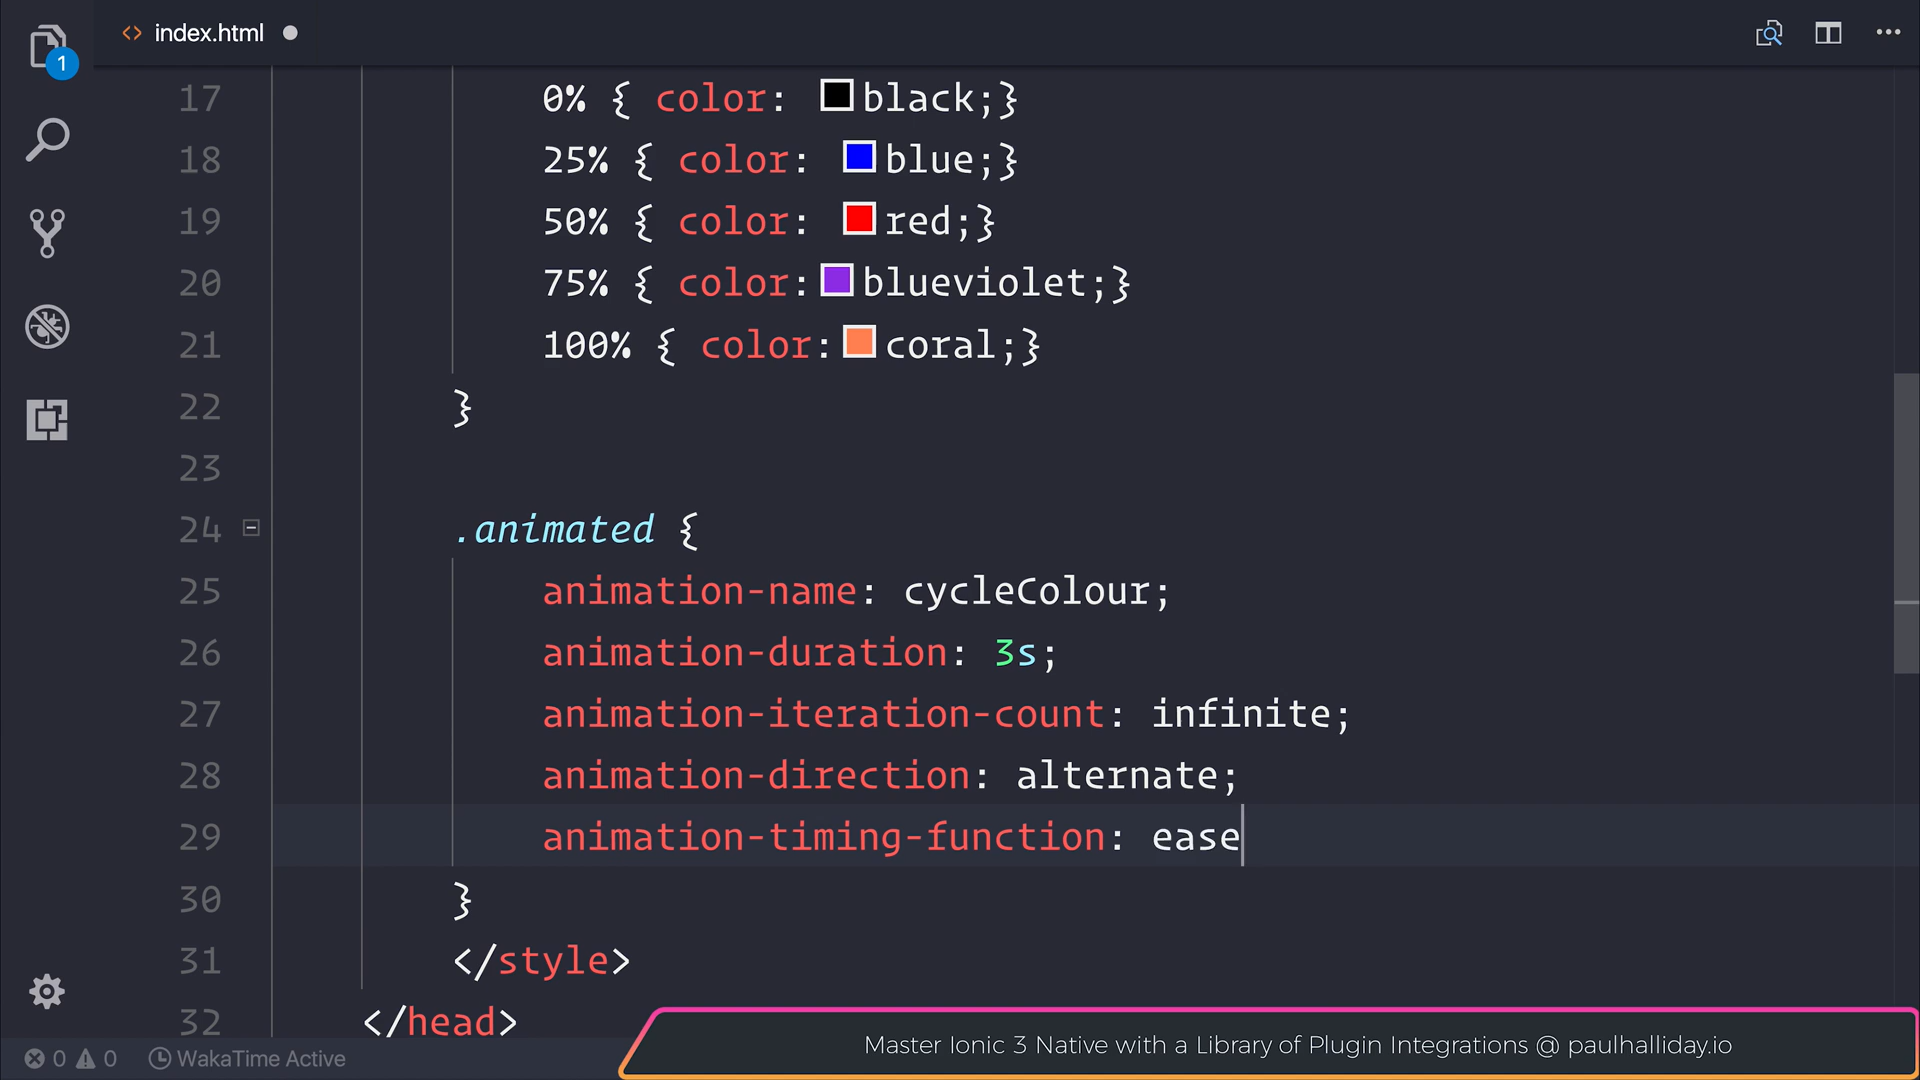 index.html
1
17 0% { color: black;}
18 25% { color: blue;}
19 50% { color: red;}
20 75% { color: blueviolet;}
21 100% { color: coral;}
22 }
23
24 .animated {
25 animation-name: cycleColour;
26 animation-duration: 3s;
27 animation-iteration-count: infinite;
28 animation-direction: alternate;
29 animation-timing-function: ease
30 }
31 </style>
32 </head>
Master Ionic 3 Native with a Library of Plugin Integrations @ paulhalliday.io
0 0 WakaTime Active